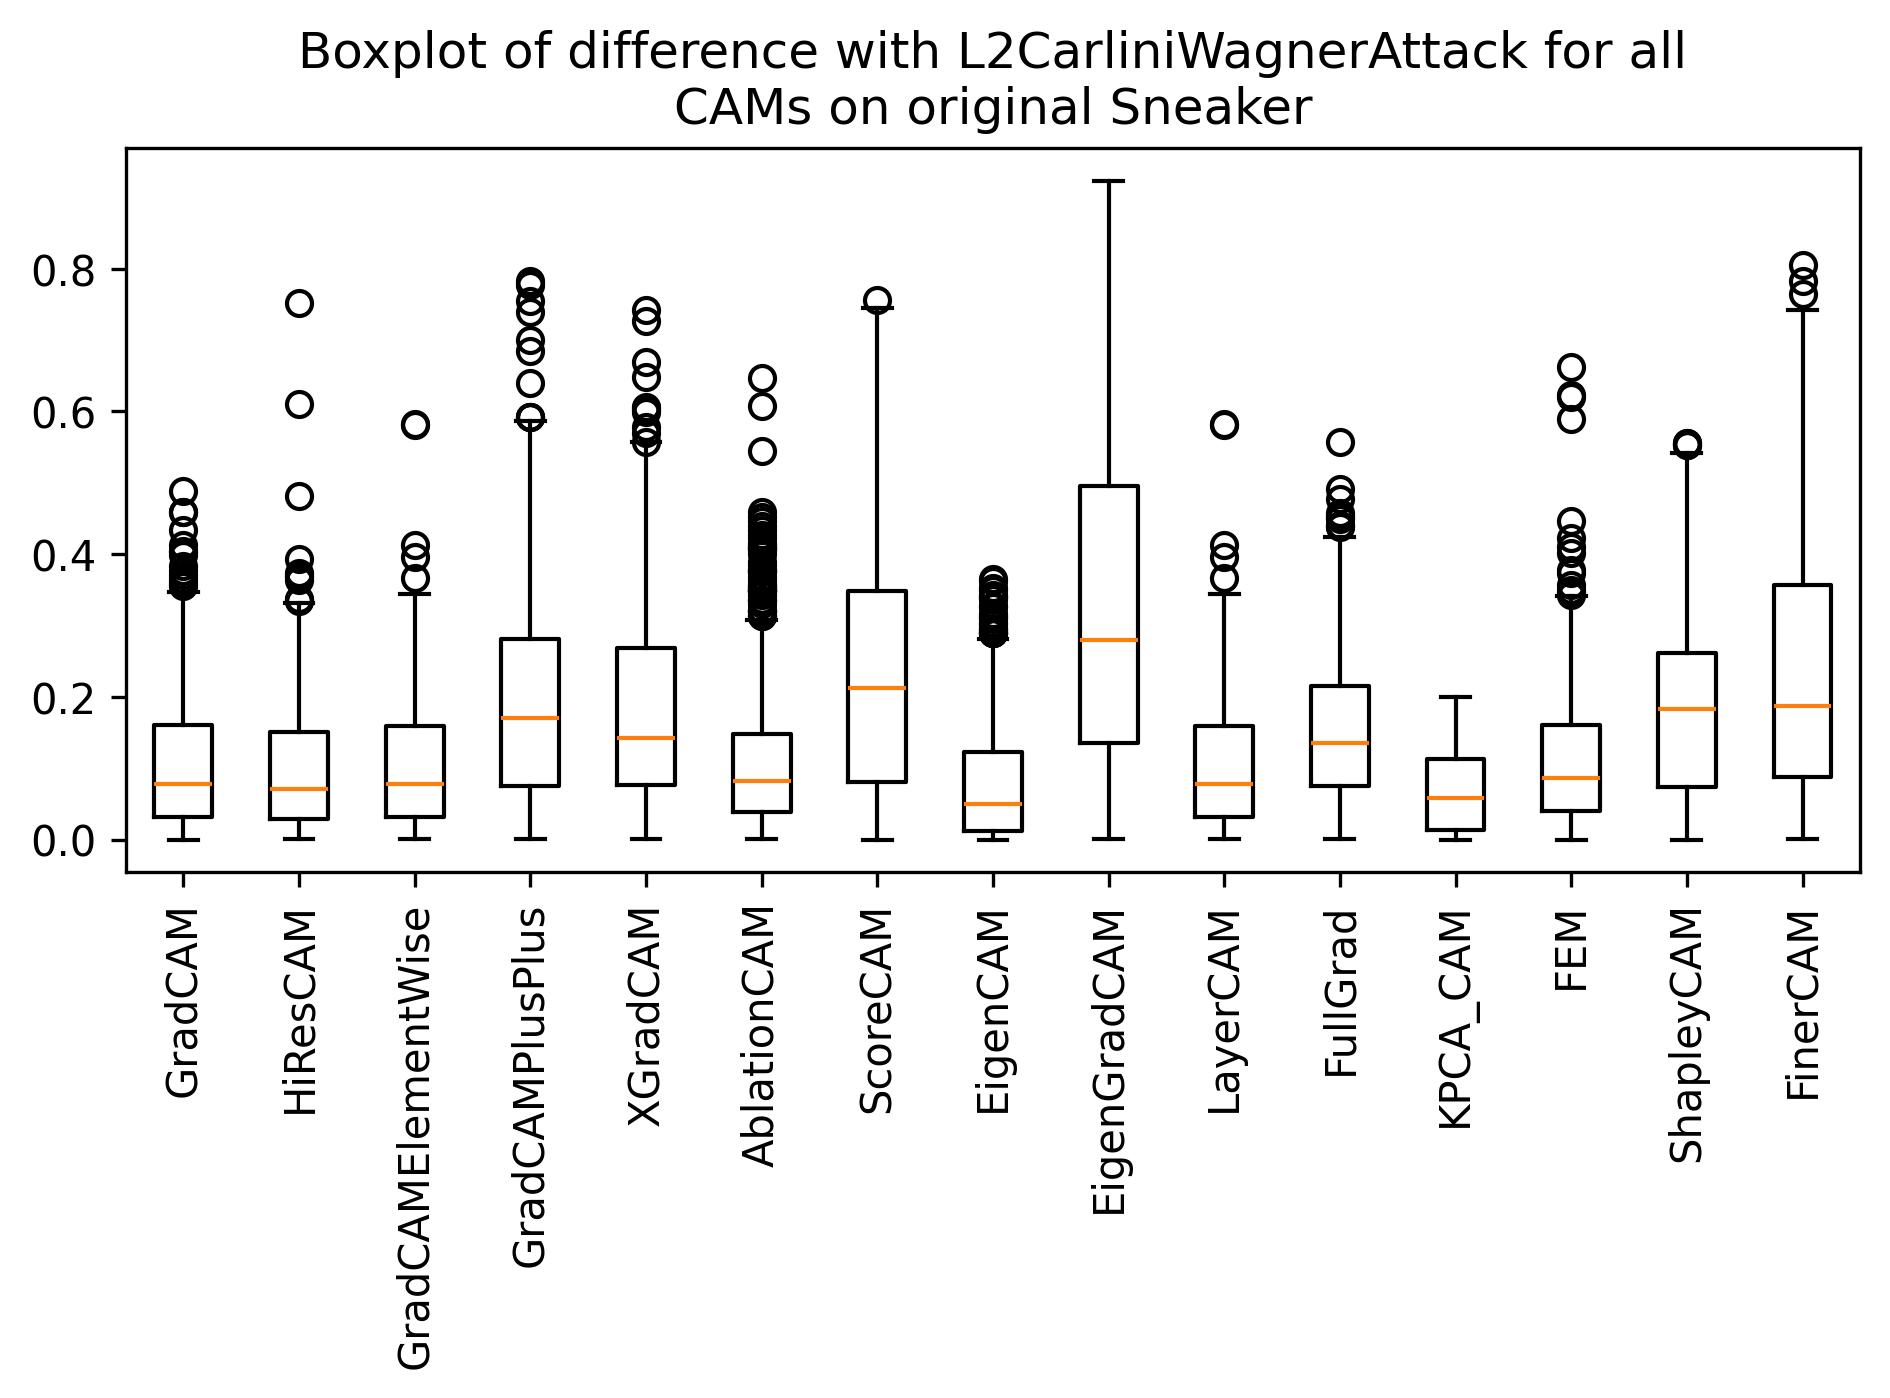 Boxplot of difference with L2CarliniWagnerAttack for all
CAMs on original Sneaker
0.8
0.6
0.4
0.2
0.0
GradCAM
HiResCAM
GradCAMElementWise
GradCAMPlusPlus
XGradCAM
AblationCAM
ScoreCAM
EigenCAM
EigenGradCAM
LayerCAM
FullGrad
KPCA_CAM
FEM
ShapleyCAM
FinerCAM